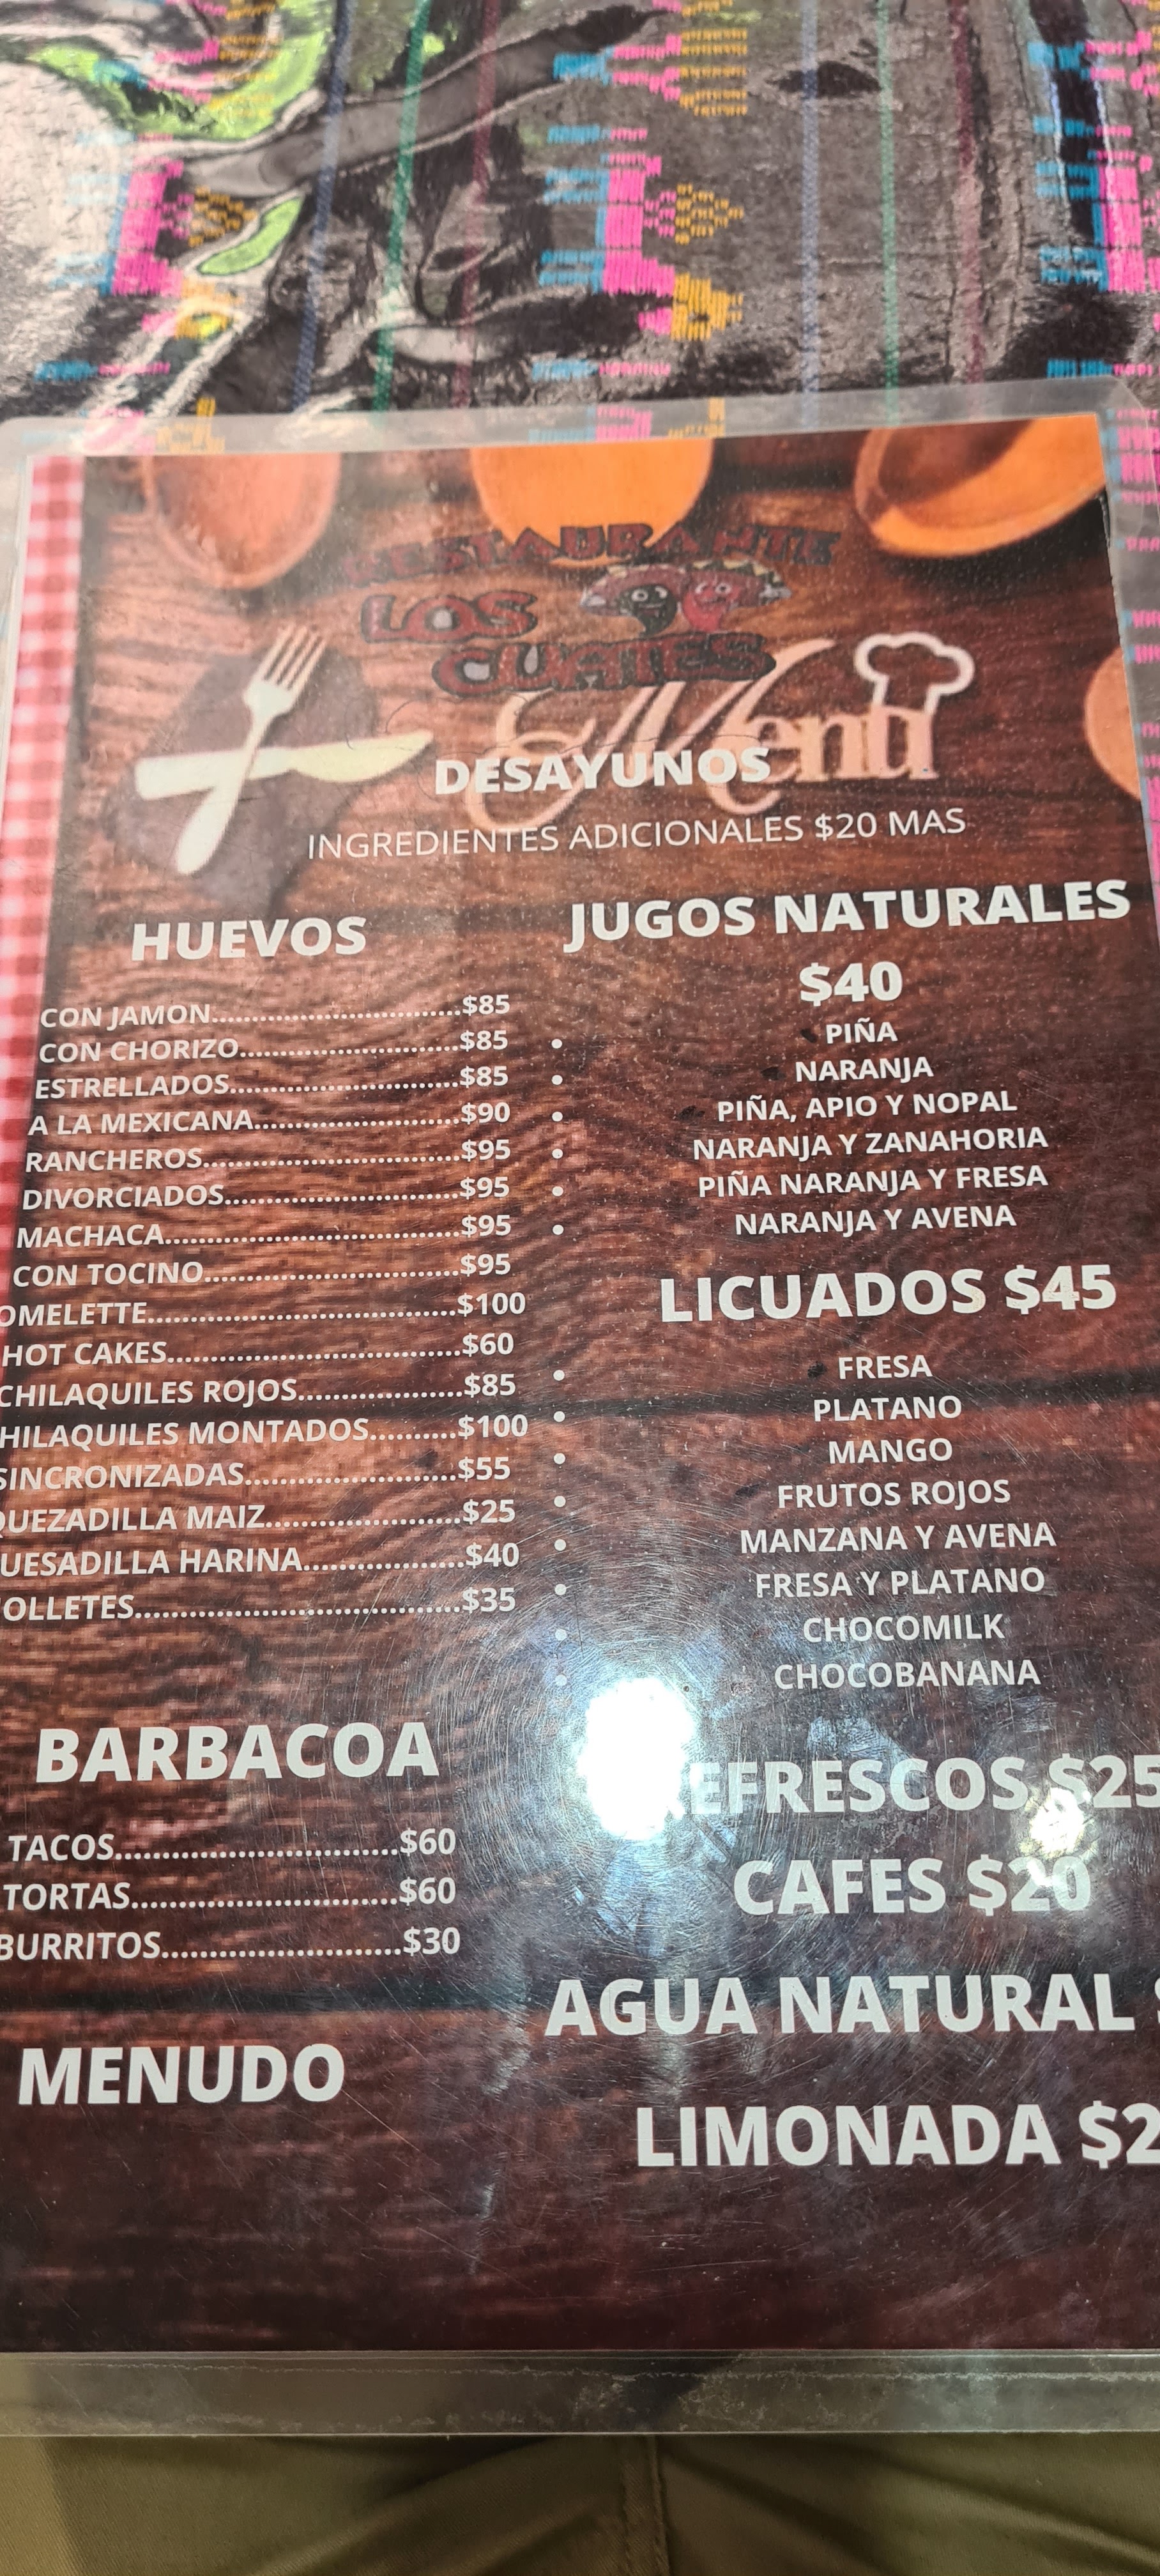 RESTAURANTE
LOS
CUATES
Menú
DESAYUNOS
INGREDIENTES ADICIONALES $20 MAS
HUEVOS
CON JAMON...............................$85
CON CHORIZO...........................$85
ESTRELLADOS............................$85
A LA MEXICANA.........................$90
RANCHEROS...............................$95
DIVORCIADOS............................$95
MACHACA...................................$95
CON TOCINO..............................$95
OMELETTE....................................$100
HOT CAKES..................................$60
CHILAQUILES ROJOS...................$85
HILAQUILES MONTADOS..........$100
SINCRONIZADAS........................$55
QUEZADILLA MAIZ......................$25
UESADILLA HARINA..................$40
OLLETES......................................$35
BARBACOA
TACOS.............................$60
TORTAS...........................$60
BURRITOS........................$30
MENUDO
JUGOS NATURALES
$40
PIÑA
NARANJA
PIÑA, APIO Y NOPAL
NARANJA Y ZANAHORIA
PIÑA NARANJA Y FRESA
NARANJA Y AVENA
LICUADOS $45
FRESA
PLATANO
MANGO
FRUTOS ROJOS
MANZANA Y AVENA
FRESA Y PLATANO
CHOCOMILK
CHOCOBANANA
EFRESCOS $25
CAFES $20
AGUA NATURAL
LIMONADA $2